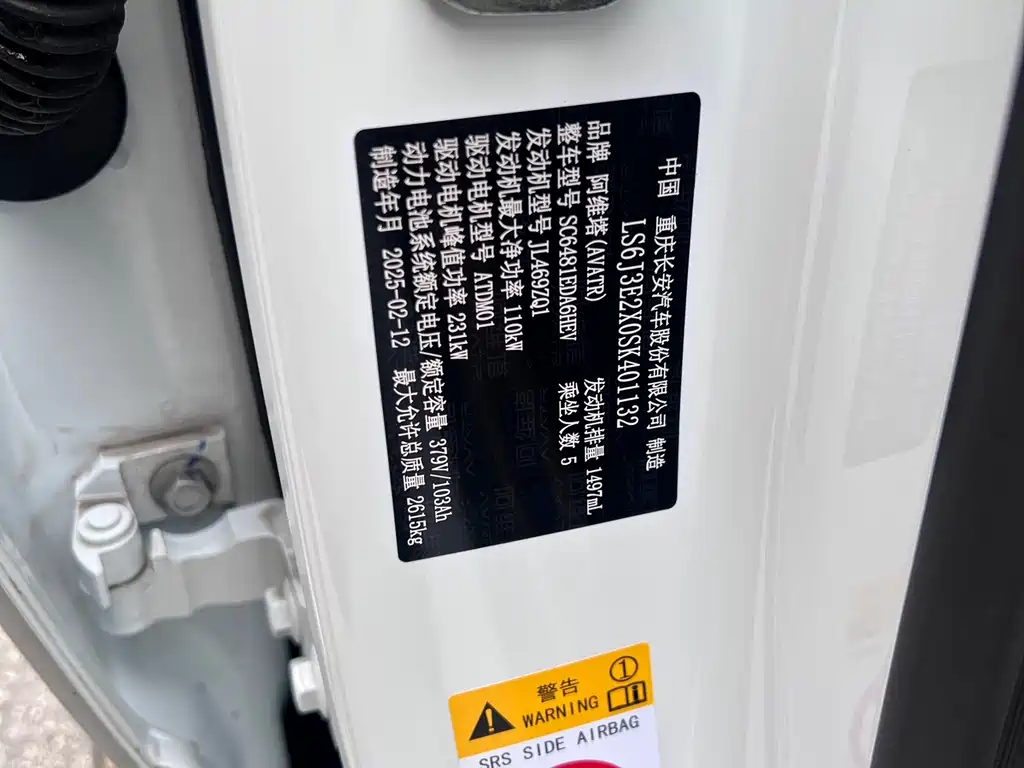 中国 重庆长安汽车股份有限公司 制造
LS6J3E2X0SK401132
品牌 阿维塔(AVATR) 发动机排量 1497mL
整车型号 SC6481EDA6HEV 乘坐人数 5
发动机型号 JL469ZQ1
发动机最大净功率 110kW
驱动电机型号 ATDM01
驱动电机峰值功率 231kW
动力电池系统额定电压/额定容量 379V/103Ah
制造年月 2025-02-12 最大允许总质量 2615kg
警告 1
WARNING
SRS SIDE AIRBAG